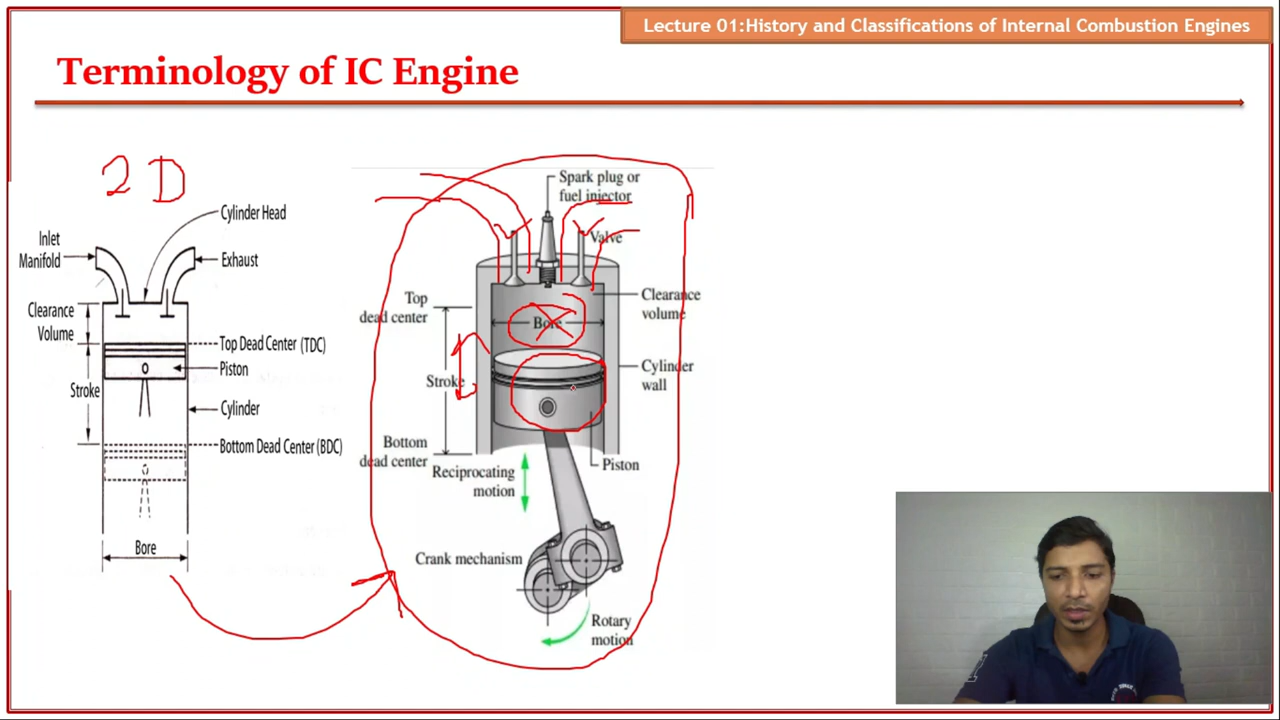 Lecture 01:History and Classifications of Internal Combustion Engines
Terminology of IC Engine
2D
Cylinder Head
Inlet
Manifold
Exhaust
Clearance
Volume
Top Dead Center (TDC)
Piston
Stroke
Cylinder
Bottom Dead Center (BDC)
Bore
Spark plug or
fuel injector
Valve
Top
dead center
Clearance
volume
Bore
Cylinder
wall
Stroke
Bottom
dead center
Piston
Reciprocating
motion
Crank mechanism
Rotary
motion